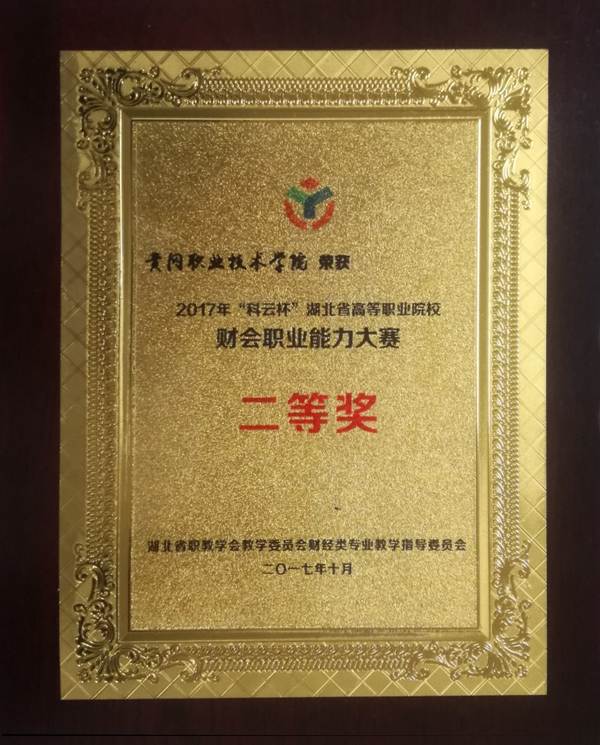 黄冈职业技术学院 荣获
2017年“科云杯”湖北省高等职业院校
财会职业能力大赛
二等奖
湖北省职教学会教学委员会财经类专业教学指导委员会
二〇一七年十月